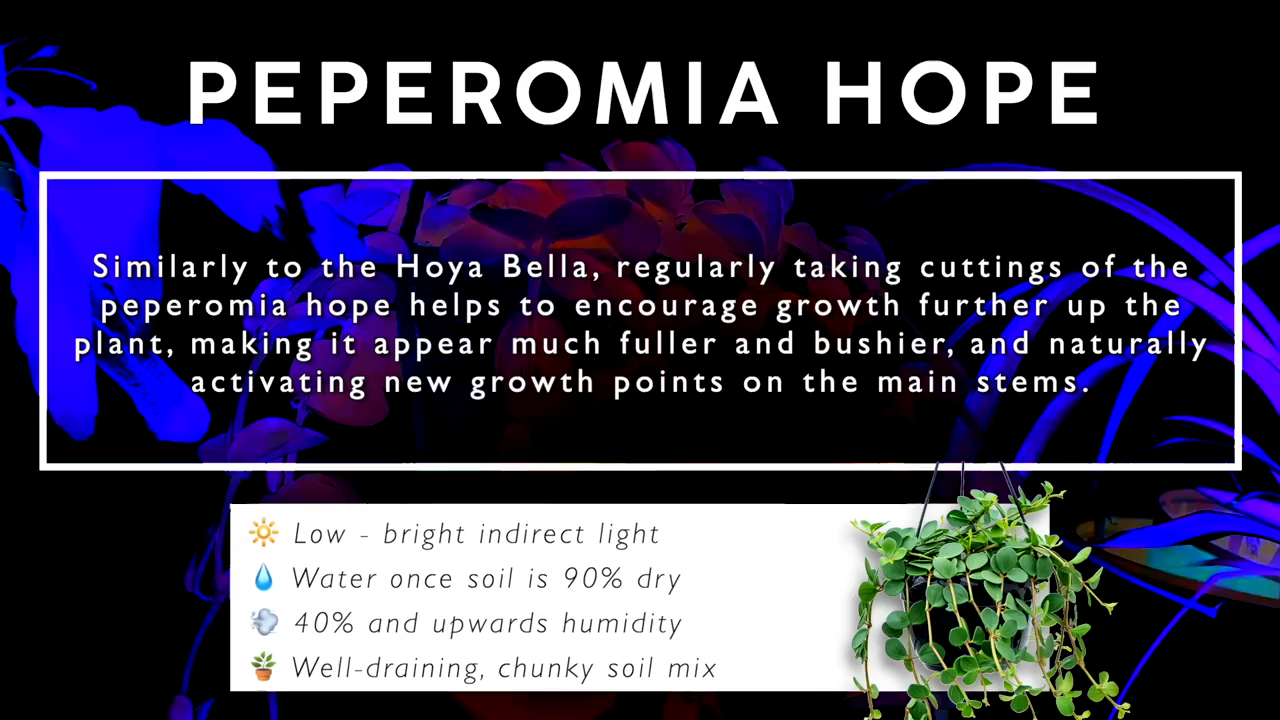 PEPEROMIA HOPE
Similarly to the Hoya Bella, regularly taking cuttings of the
peperomia hope helps to encourage growth further up the
plant, making it appear much fuller and bushier, and naturally
activating new growth points on the main stems.
Low - bright indirect light
Water once soil is 90% dry
40% and upwards humidity
Well-draining, chunky soil mix